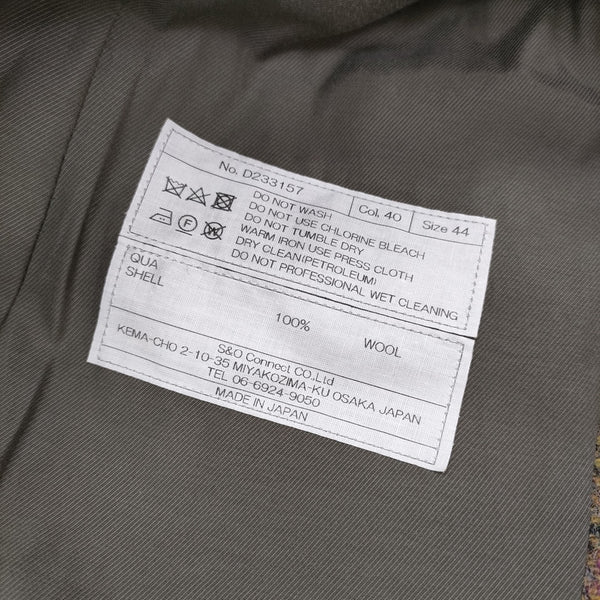 No. D233157 Col. 40 Size 44
DO NOT WASH
DO NOT USE CHLORINE BLEACH
DO NOT TUMBLE DRY
WARM IRON USE PRESS CLOTH
DRY CLEAN(PETROLEUM)
DO NOT PROFESSIONAL WET CLEANING
QUA
SHELL
100% WOOL
S&O Connect CO.,Ltd
KEMA-CHO 2-10-35 MIYAKOZIMA-KU OSAKA JAPAN
TEL 06-6924-9050
MADE IN JAPAN